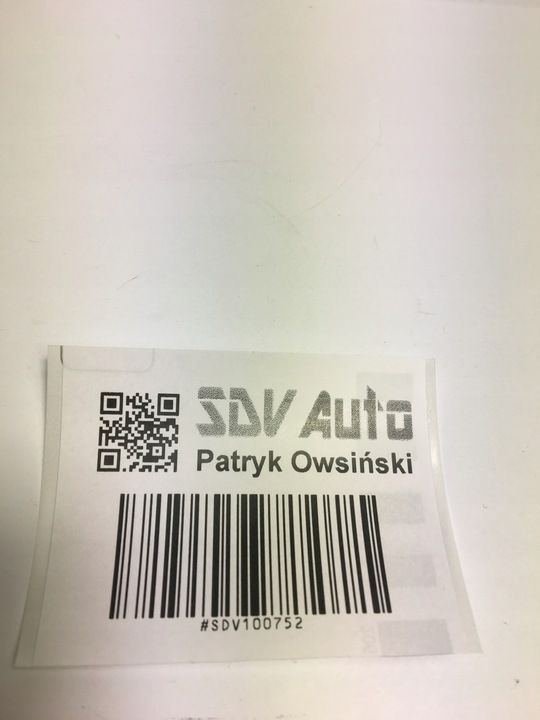 SDV Auto
Patryk Owsiński
#SDV100752